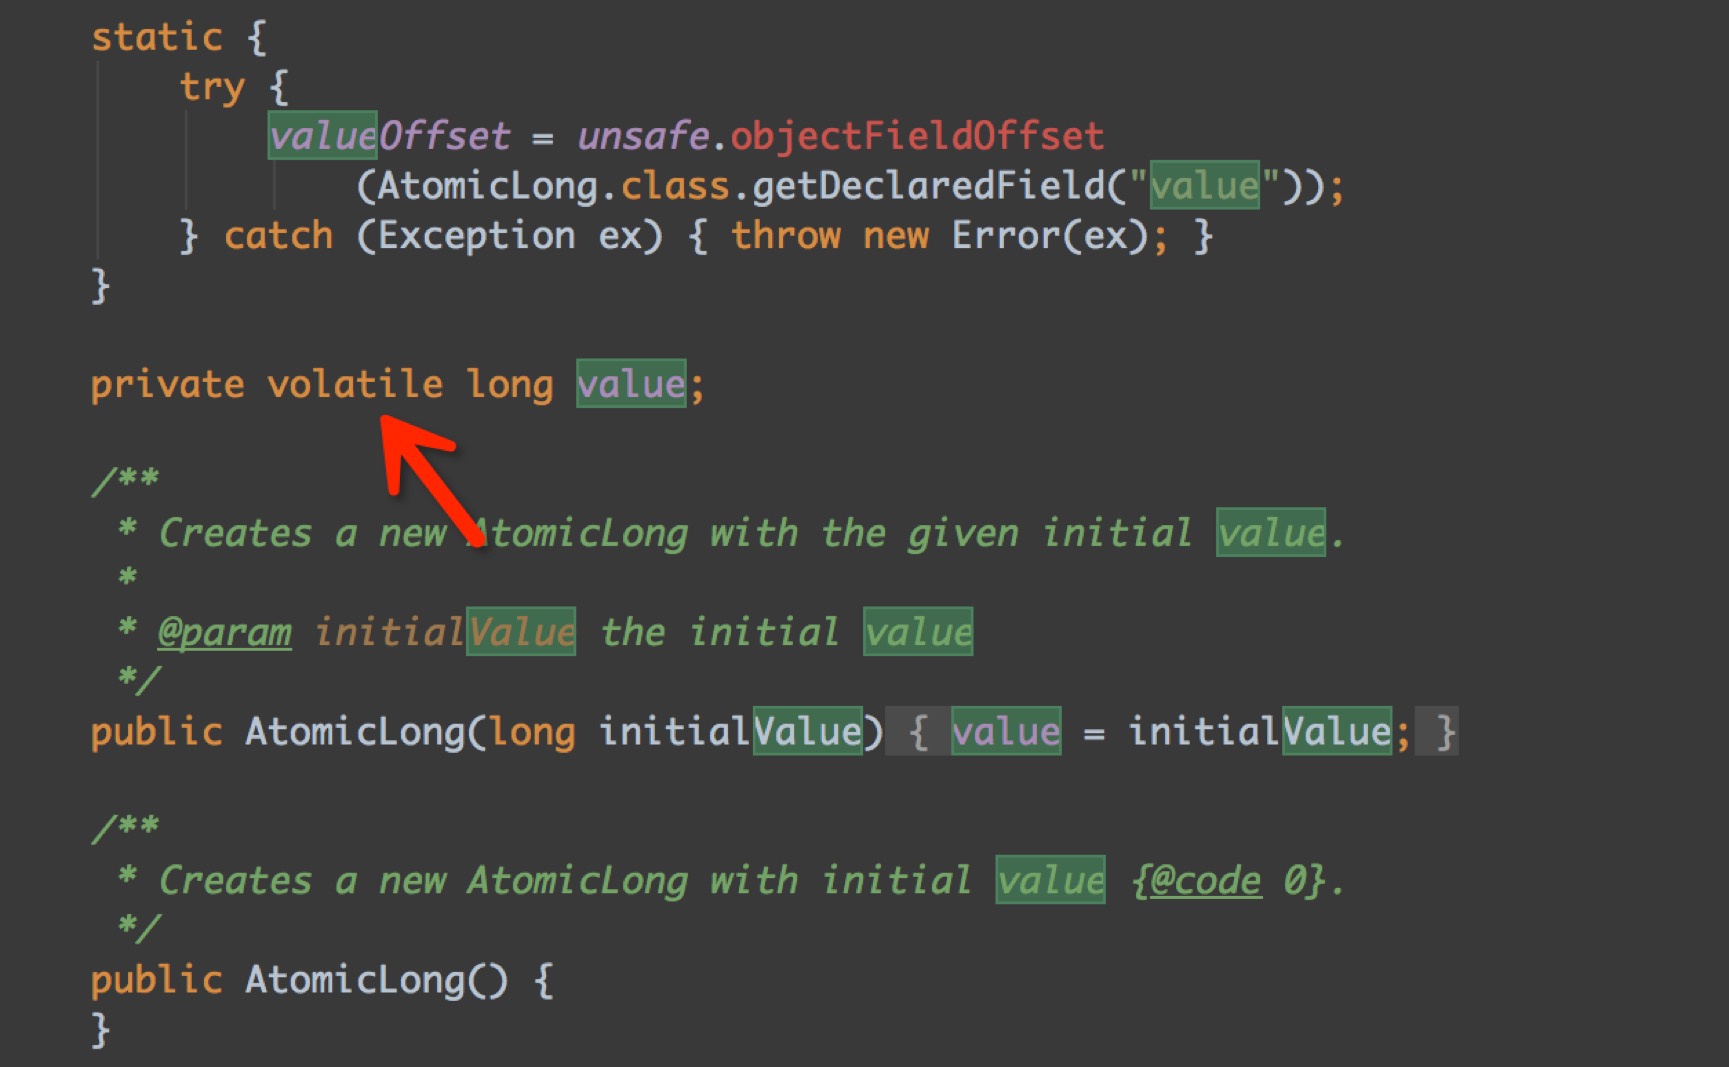 static {
try {
valueOffset = unsafe.objectFieldOffset
(AtomicLong.class.getDeclaredField("value"));
} catch (Exception ex) { throw new Error(ex); }
}
private volatile long value;
/**
* Creates a new AtomicLong with the given initial value.
*
* @param initialValue the initial value
*/
public AtomicLong(long initialValue) { value = initialValue; }
/**
* Creates a new AtomicLong with initial value {@code 0}.
*/
public AtomicLong() {
}